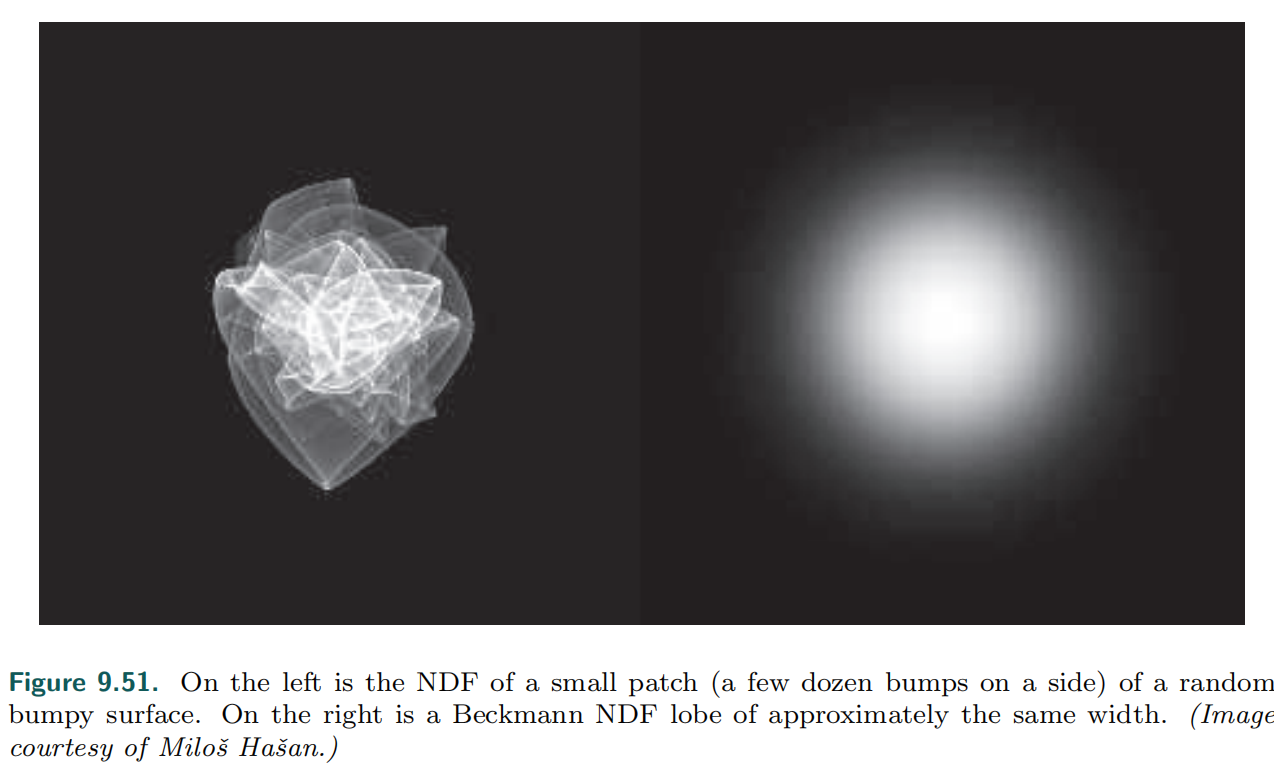 Figure 9.51. On the left is the NDF of a small patch (a few dozen bumps on a side) of a random
bumpy surface. On the right is a Beckmann NDF lobe of approximately the same width. (Image
courtesy of Miloš Hašan.)